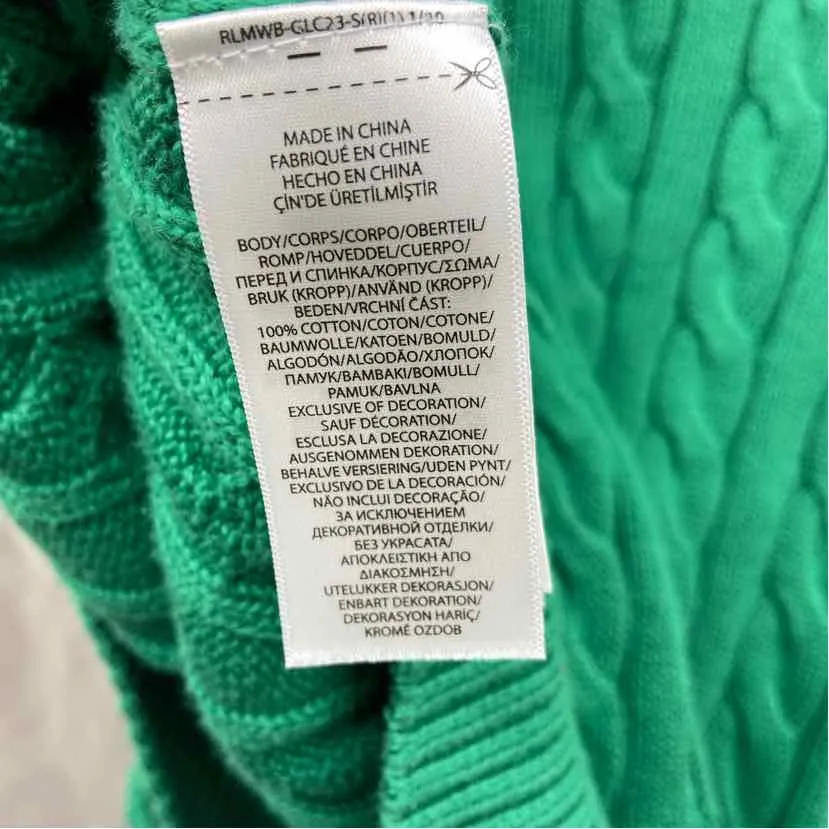 RLMWB-GLC23-S(R)(1) 1/10
MADE IN CHINA
FABRIQUÉ EN CHINE
HECHO EN CHINA
ÇİN'DE ÜRETİLMİŞTİR
BODY/CORPS/CORPO/OBERTEIL/
ROMP/HOVEDDEL/CUERPO/
ПЕРЕД И СПИНКА/КОРПУС/ΣΩΜΑ/
BRUK (KROPP)/ANVÄND (KROPP)/
BEDEN/VRCHNÍ ČÁST:
100% COTTON/COTON/COTONE/
BAUMWOLLE/KATOEN/BOMULD/
ALGODÓN/ALGODÃO/ХЛОПОК/
ПАМУК/ΒΑΜΒΑΚΙ/BOMULL/
PAMUK/BAVLNA
EXCLUSIVE OF DECORATION/
SAUF DÉCORATION/
ESCLUSA LA DECORAZIONE/
AUSGENOMMEN DEKORATION/
BEHALVE VERSIERING/UDEN PYNT/
EXCLUSIVO DE LA DECORACIÓN/
NÃO INCLUI DECORAÇÃO/
ЗА ИСКЛЮЧЕНИЕМ
ДЕКОРАТИВНОЙ ОТДЕЛКИ/
БЕЗ УКРАСАТА/
ΑΠΟΚΛΕΙΣΤΙΚΗ ΑΠΟ
ΔΙΑΚΟΣΜΗΣΗ/
UTELUKKER DEKORASJON/
ENBART DEKORATION/
DEKORASYON HARİÇ/
KROMĚ OZDOB